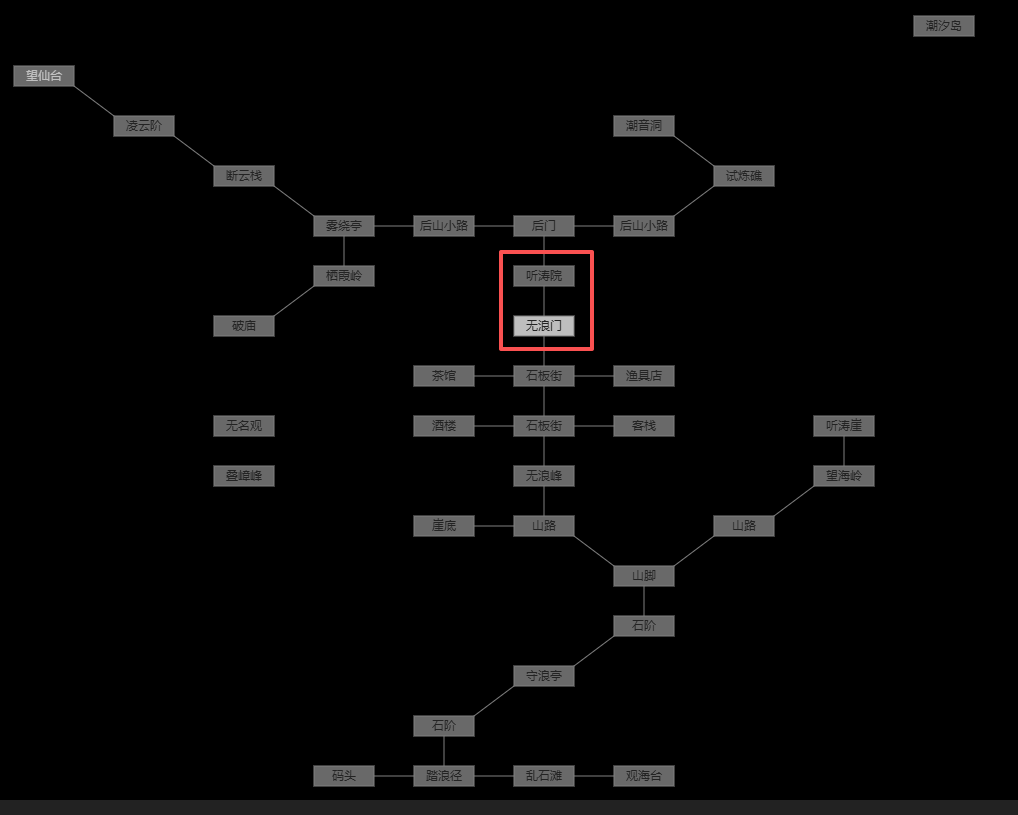 潮汐岛
望仙台
凌云阶
潮音洞
断云栈
试炼礁
雾绕亭
后山小路
后门
后山小路
栖霞岭
听涛院
破庙
无浪门
茶馆
石板街
渔具店
无名观
酒楼
石板街
客栈
听涛崖
叠嶂峰
无浪峰
望海岭
崖底
山路
山路
山脚
石阶
守浪亭
石阶
码头
踏浪径
乱石滩
观海台